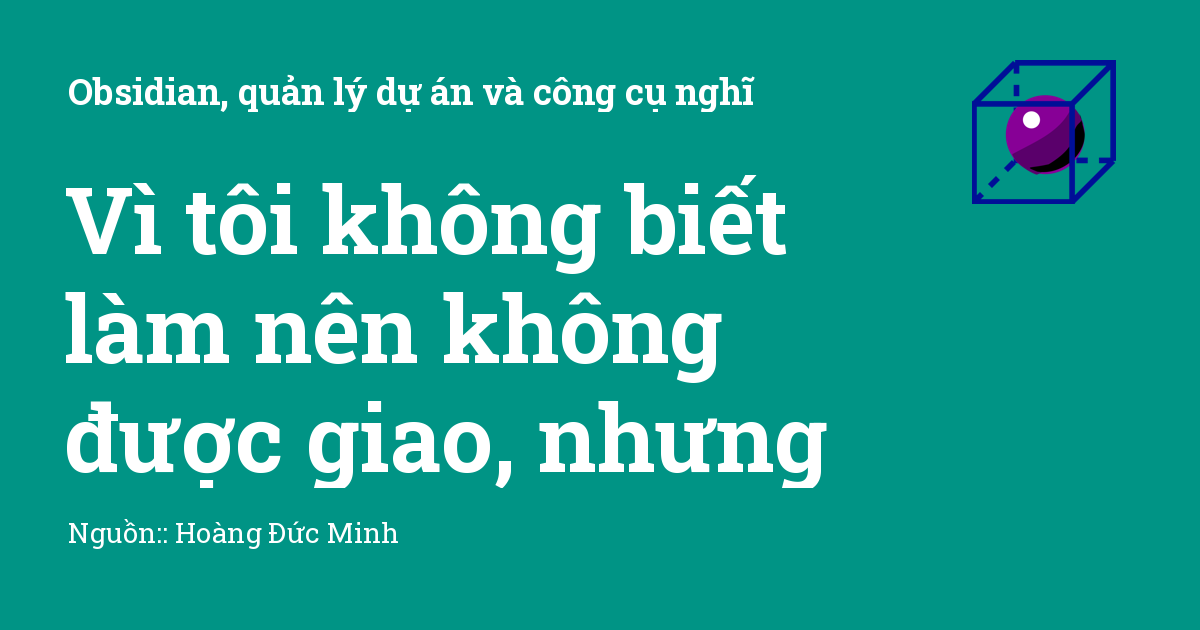 Obsidian, quản lý dự án và công cụ nghĩ
Vì tôi không biết
làm nên không
được giao, nhưng
Nguồn:: Hoàng Đức Minh